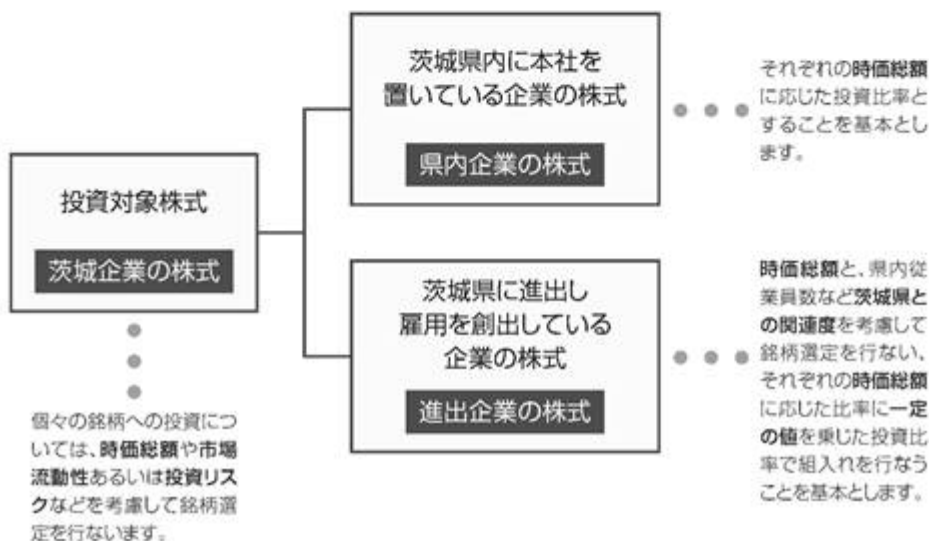 投資対象株式
茨城企業の株式
個々の銘柄への投資につ
いては、時価総額や市場
流動性あるいは投資リス
クなどを考慮して銘柄選
定を行ないます。
茨城県内に本社を
置いている企業の株式
県内企業の株式
それぞれの時価総額
に応じた投資比率と
することを基本とし
ます。
茨城県に進出し
雇用を創出している
企業の株式
進出企業の株式
時価総額と、県内従
業員数など茨城県と
の関連度を考慮して
銘柄選定を行ない、
それぞれの時価総額
に応じた比率に一定
の値を乗じた投資比
率で組入れを行なう
ことを基本とします。